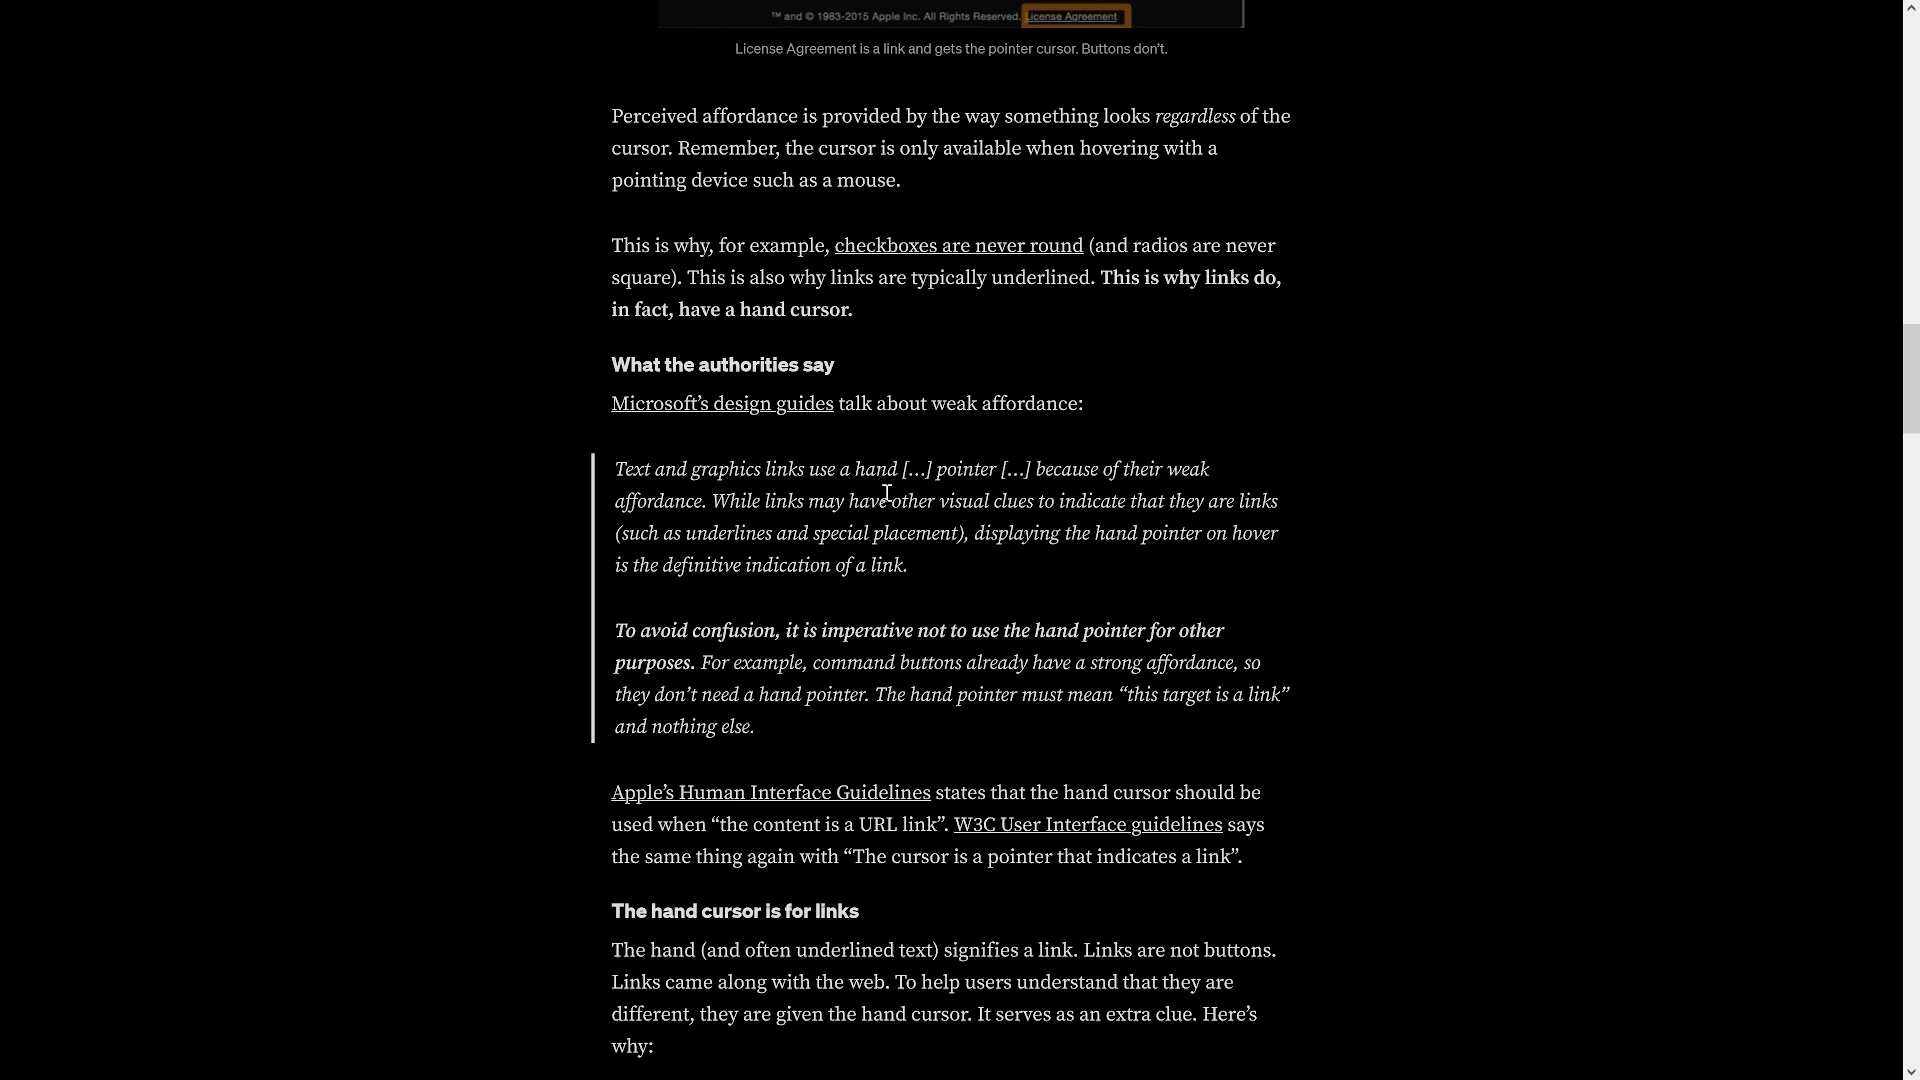 ™ and © 1983-2015 Apple Inc. All Rights Reserved. License Agreement
License Agreement is a link and gets the pointer cursor. Buttons don’t.
Perceived affordance is provided by the way something looks regardless of the
cursor. Remember, the cursor is only available when hovering with a
pointing device such as a mouse.
This is why, for example, checkboxes are never round (and radios are never
square). This is also why links are typically underlined. This is why links do,
in fact, have a hand cursor.
What the authorities say
Microsoft’s design guides talk about weak affordance:
Text and graphics links use a hand […] pointer […] because of their weak
affordance. While links may have other visual clues to indicate that they are links
(such as underlines and special placement), displaying the hand pointer on hover
is the definitive indication of a link.
To avoid confusion, it is imperative not to use the hand pointer for other
purposes. For example, command buttons already have a strong affordance, so
they don’t need a hand pointer. The hand pointer must mean “this target is a link”
and nothing else.
Apple’s Human Interface Guidelines states that the hand cursor should be
used when “the content is a URL link”. W3C User Interface guidelines says
the same thing again with “The cursor is a pointer that indicates a link”.
The hand cursor is for links
The hand (and often underlined text) signifies a link. Links are not buttons.
Links came along with the web. To help users understand that they are
different, they are given the hand cursor. It serves as an extra clue. Here’s
why: